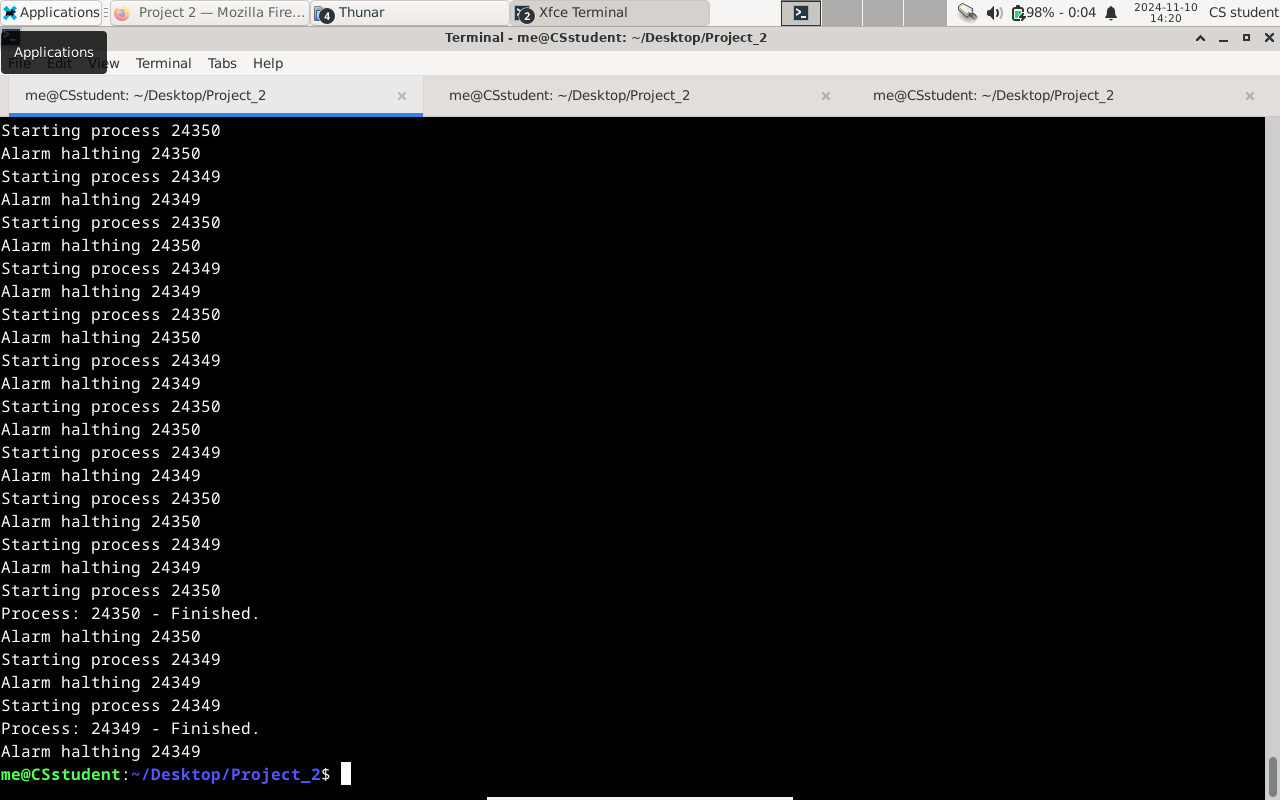 Applications Project 2 — Mozilla Fire... 4 Thunar 2 Xfce Terminal 98% - 0:04 2024-11-10 14:20 CS student
Applications
Terminal - me@CSstudent: ~/Desktop/Project_2
File Edit View Terminal Tabs Help
me@CSstudent: ~/Desktop/Project_2 me@CSstudent: ~/Desktop/Project_2 me@CSstudent: ~/Desktop/Project_2
Starting process 24350
Alarm halthing 24350
Starting process 24349
Alarm halthing 24349
Starting process 24350
Alarm halthing 24350
Starting process 24349
Alarm halthing 24349
Starting process 24350
Alarm halthing 24350
Starting process 24349
Alarm halthing 24349
Starting process 24350
Alarm halthing 24350
Starting process 24349
Alarm halthing 24349
Starting process 24350
Alarm halthing 24350
Starting process 24349
Alarm halthing 24349
Starting process 24350
Process: 24350 - Finished.
Alarm halthing 24350
Starting process 24349
Alarm halthing 24349
Starting process 24349
Process: 24349 - Finished.
Alarm halthing 24349
me@CSstudent:~/Desktop/Project_2$